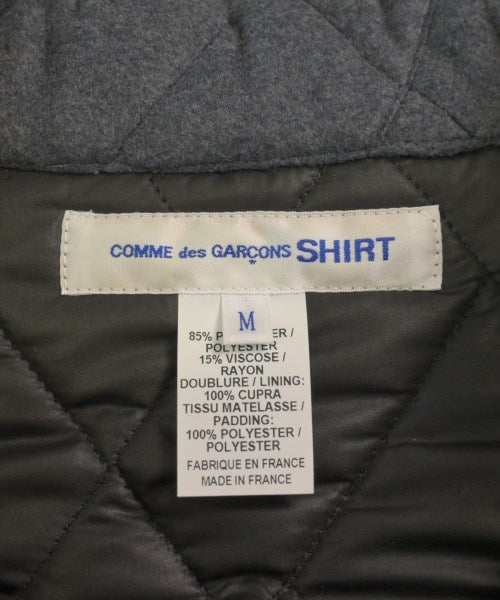 COMME des GARÇONS SHIRT
M
85% P ER /
POLYESTER
15% VISCOSE /
RAYON
DOUBLURE / LINING:
100% CUPRA
TISSU MATELASSE /
PADDING:
100% POLYESTER /
POLYESTER
FABRIQUE EN FRANCE
MADE IN FRANCE